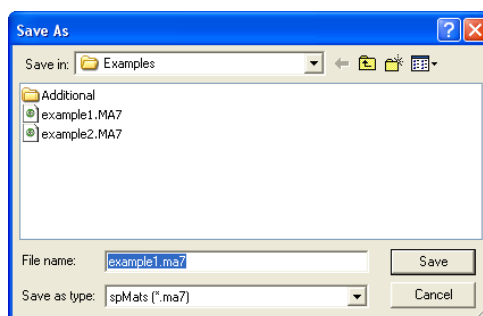 Save As
Save in: Examples
Additional
example1.MA7
example2.MA7
File name: example1.ma7 Save
Save as type: spMats (*.ma7) Cancel